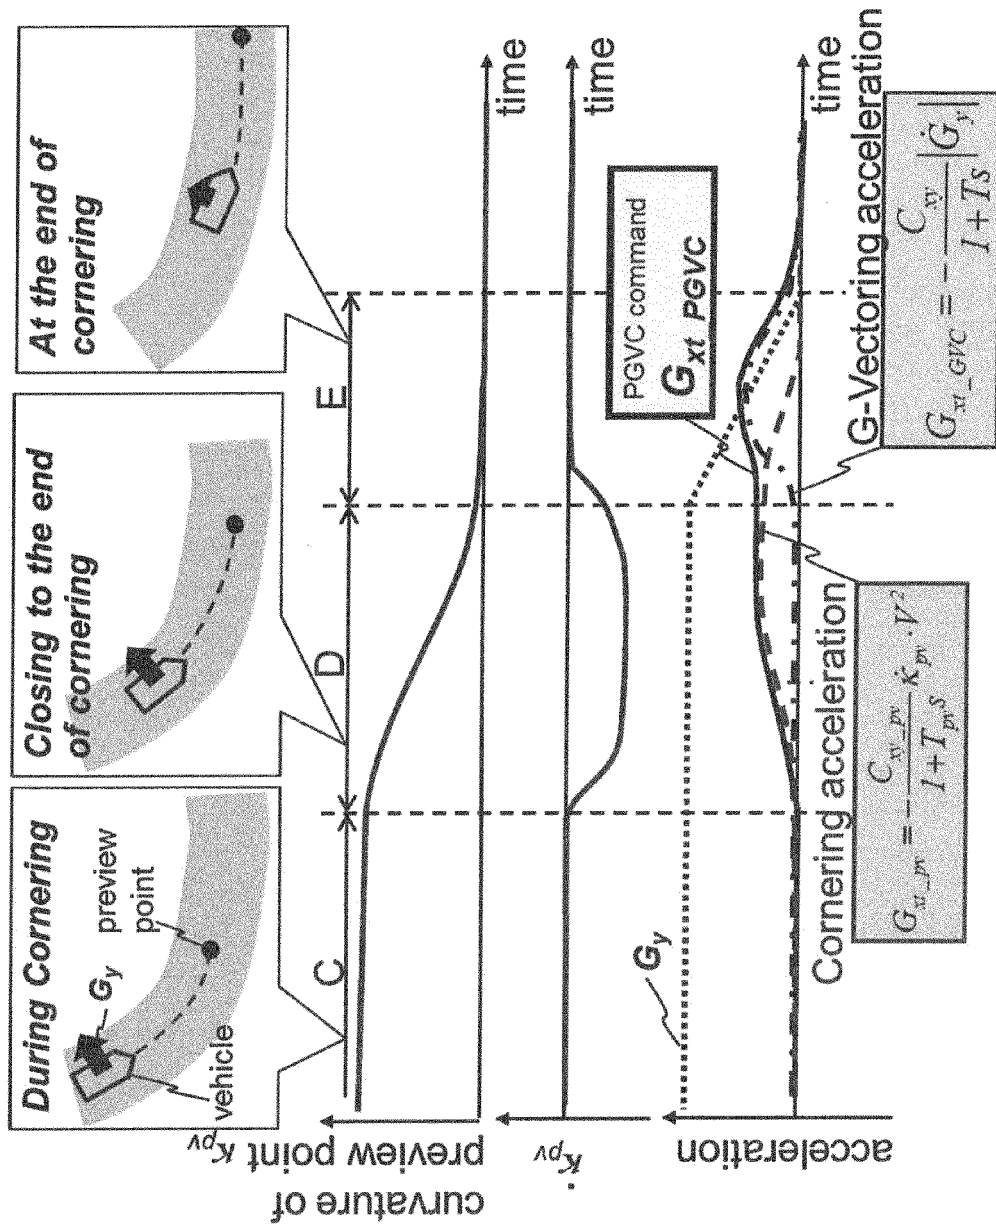 During Cornering
G_y
preview
point
vehicle
Closing to the end
of cornering
At the end of
cornering
C
D
E
curvature of
preview point κ_pv
time
κ̇_pv
time
acceleration
G_y
PGVC command
G_xt PGVC
time
Cornering acceleration
G_xt_pv = - C_xy_pv / (1+T_pv s) κ̇_pv · V²
G-Vectoring acceleration
G_xt_GVC = - C_xy / (1+Ts) |Ġ_y|